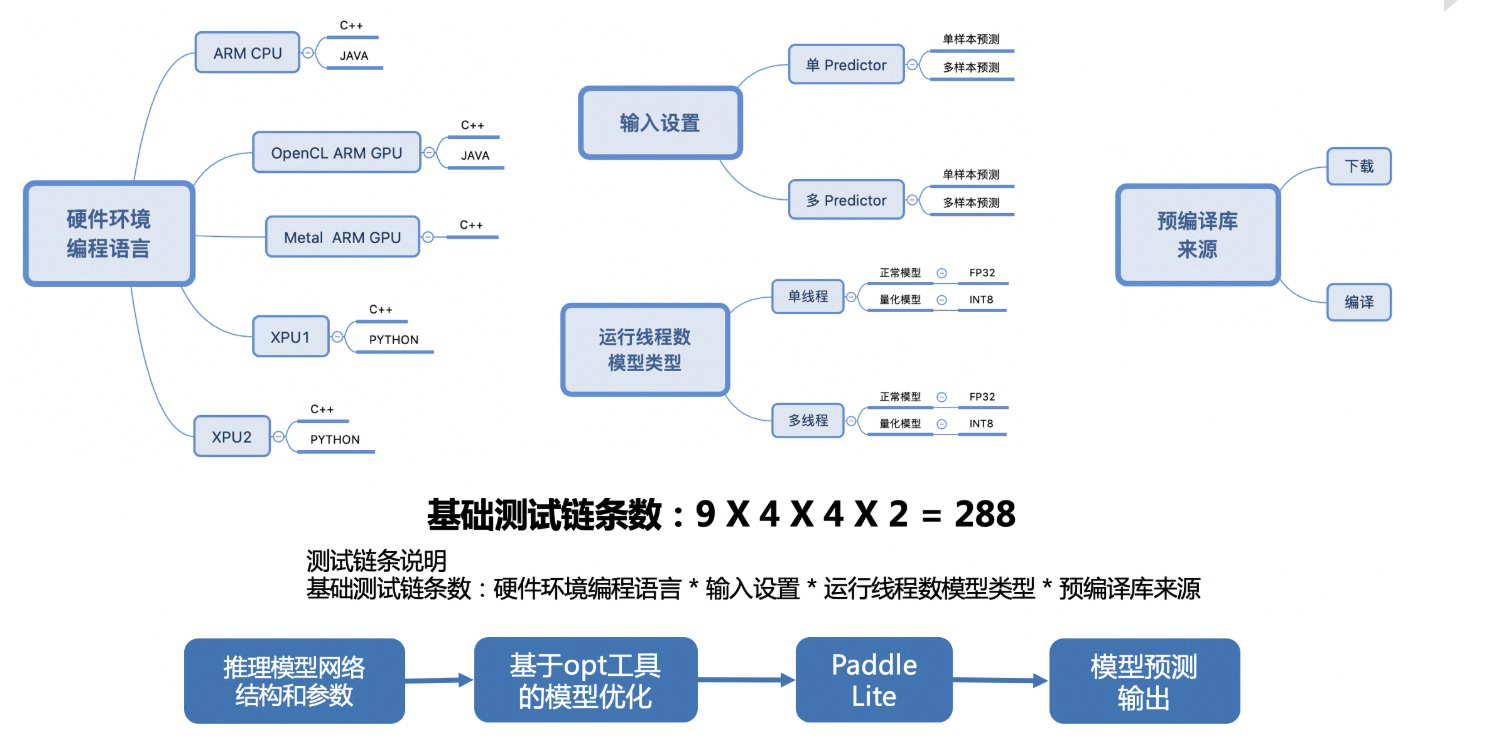 硬件环境
编程语言
ARM CPU
C++
JAVA
OpenCL ARM GPU
C++
JAVA
Metal ARM GPU
C++
XPU1
C++
PYTHON
XPU2
C++
PYTHON
输入设置
单 Predictor
单样本预测
多样本预测
多 Predictor
单样本预测
多样本预测
运行线程数
模型类型
单线程
正常模型
FP32
量化模型
INT8
多线程
正常模型
FP32
量化模型
INT8
预编译库
来源
下载
编译
基础测试链条数：9 X 4 X 4 X 2 = 288
测试链条说明
基础测试链条数：硬件环境编程语言 * 输入设置 * 运行线程数模型类型 * 预编译库来源
推理模型网络
结构和参数
基于opt工具
的模型优化
Paddle
Lite
模型预测
输出